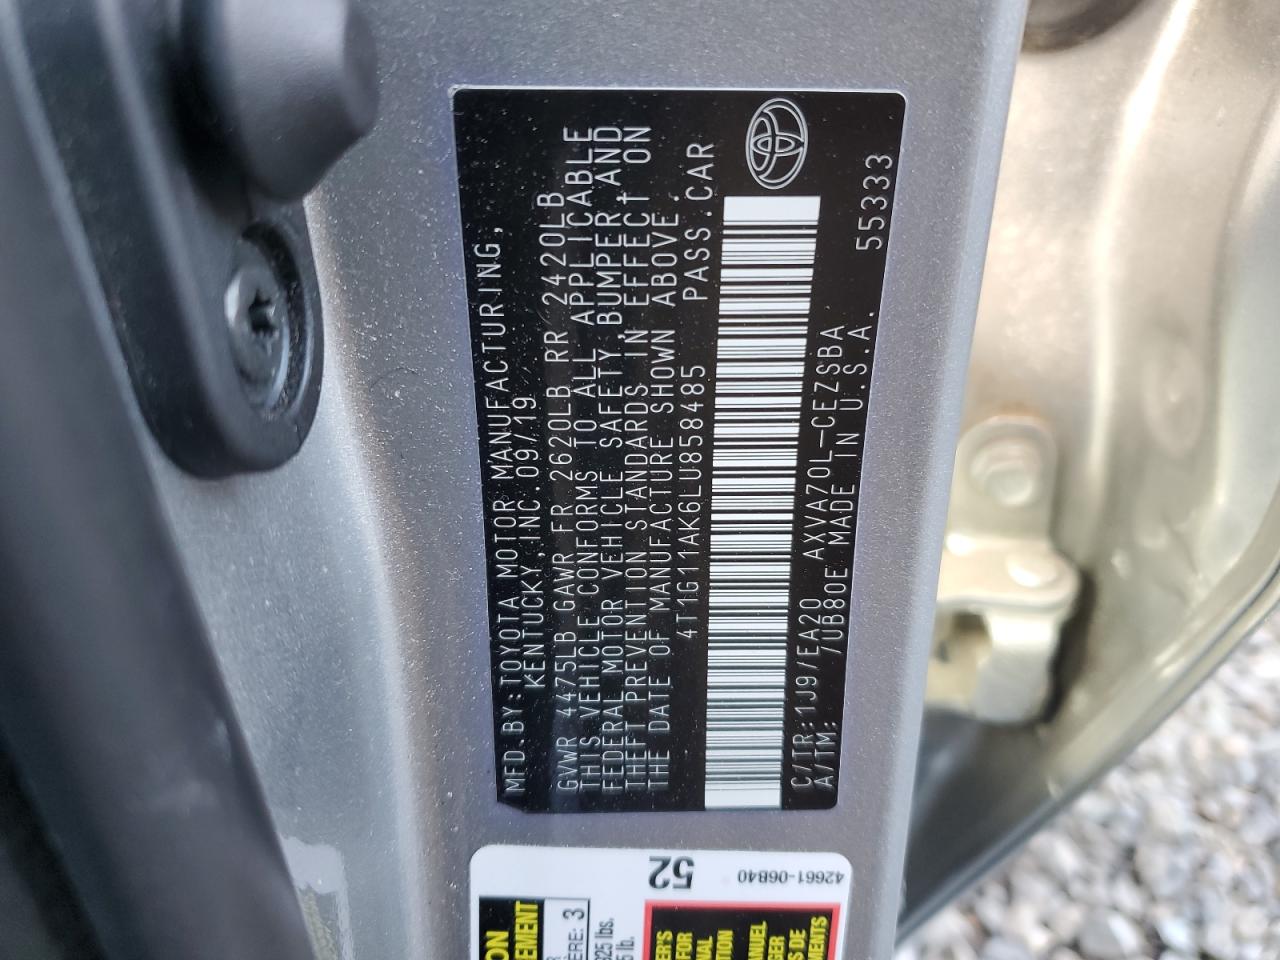 MFD. BY: TOYOTA MOTOR MANUFACTURING,
KENTUCKY, INC 09/19
GVWR 4475LB GAWR FR 2620LB RR 2420LB
THIS VEHICLE CONFORMS TO ALL APPLICABLE
FEDERAL MOTOR VEHICLE SAFETY, BUMPER, AND
THEFT PREVENTION STANDARDS IN EFFECT ON
THE DATE OF MANUFACTURE SHOWN ABOVE.
4T1G11AK6LU858485 PASS. CAR
C/TR: 1J9/EA20 AXVA70L-CEZSBA 55333
A/TM: /UB80E MADE IN U.S.A.
52
42661-06B40